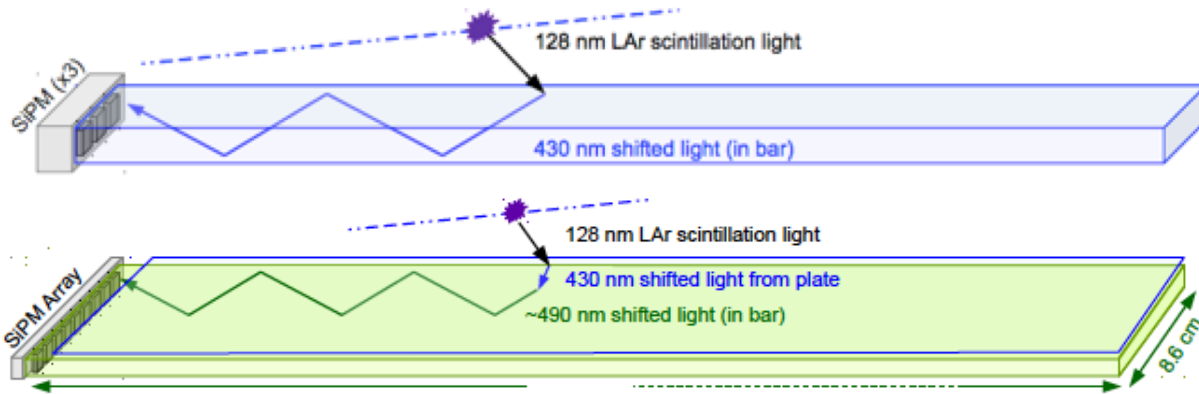 SiPM (x3)
128 nm LAr scintillation light
430 nm shifted light (in bar)
128 nm LAr scintillation light
SiPM Array
430 nm shifted light from plate
~490 nm shifted light (in bar)
8.6 cm